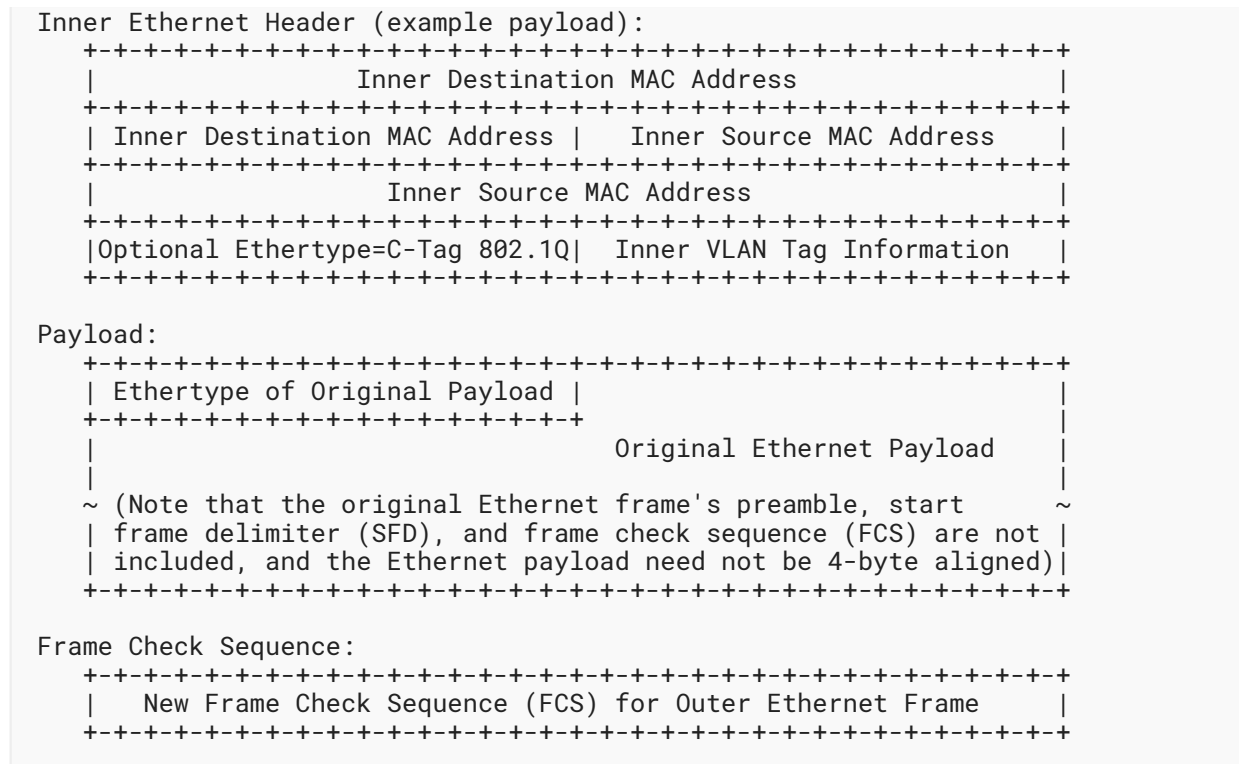 Inner Ethernet Header (example payload):
   +-+-+-+-+-+-+-+-+-+-+-+-+-+-+-+-+-+-+-+-+-+-+-+-+-+-+-+-+-+-+-+-+
   |                 Inner Destination MAC Address                 |
   +-+-+-+-+-+-+-+-+-+-+-+-+-+-+-+-+-+-+-+-+-+-+-+-+-+-+-+-+-+-+-+-+
   | Inner Destination MAC Address |   Inner Source MAC Address    |
   +-+-+-+-+-+-+-+-+-+-+-+-+-+-+-+-+-+-+-+-+-+-+-+-+-+-+-+-+-+-+-+-+
   |                   Inner Source MAC Address                    |
   +-+-+-+-+-+-+-+-+-+-+-+-+-+-+-+-+-+-+-+-+-+-+-+-+-+-+-+-+-+-+-+-+
   |Optional Ethertype=C-Tag 802.1Q|  Inner VLAN Tag Information   |
   +-+-+-+-+-+-+-+-+-+-+-+-+-+-+-+-+-+-+-+-+-+-+-+-+-+-+-+-+-+-+-+-+

Payload:
   +-+-+-+-+-+-+-+-+-+-+-+-+-+-+-+-+-+-+-+-+-+-+-+-+-+-+-+-+-+-+-+-+
   | Ethertype of Original Payload |                               |
   +-+-+-+-+-+-+-+-+-+-+-+-+-+-+-+-+                               |
   |                                  Original Ethernet Payload    |
   |                                                               |
   ~ (Note that the original Ethernet frame's preamble, start      ~
   | frame delimiter (SFD), and frame check sequence (FCS) are not |
   | included, and the Ethernet payload need not be 4-byte aligned)|
   +-+-+-+-+-+-+-+-+-+-+-+-+-+-+-+-+-+-+-+-+-+-+-+-+-+-+-+-+-+-+-+-+

Frame Check Sequence:
   +-+-+-+-+-+-+-+-+-+-+-+-+-+-+-+-+-+-+-+-+-+-+-+-+-+-+-+-+-+-+-+-+
   |   New Frame Check Sequence (FCS) for Outer Ethernet Frame     |
   +-+-+-+-+-+-+-+-+-+-+-+-+-+-+-+-+-+-+-+-+-+-+-+-+-+-+-+-+-+-+-+-+